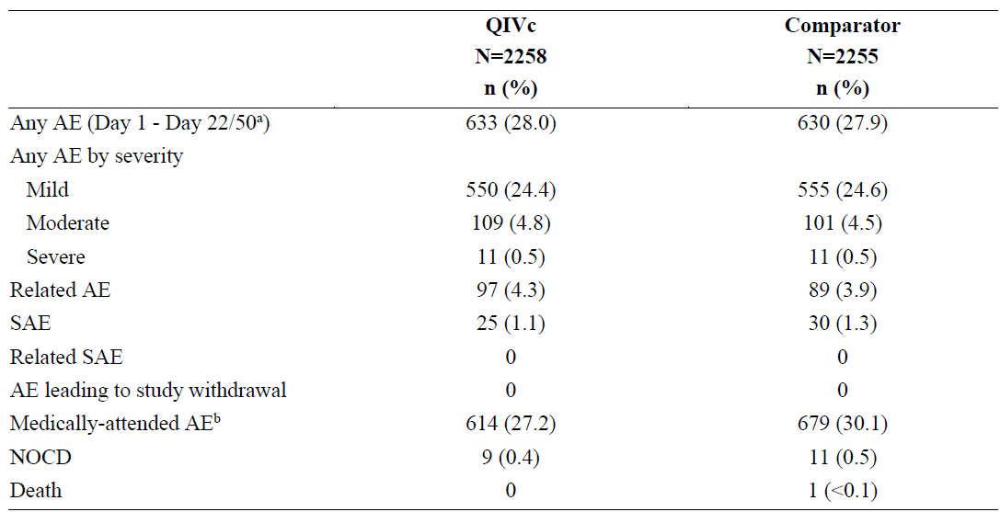 QIVc Comparator
N=2258 N=2255
n (%) n (%)
Any AE (Day 1 - Day 22/50ᵃ) 633 (28.0) 630 (27.9)
Any AE by severity
Mild 550 (24.4) 555 (24.6)
Moderate 109 (4.8) 101 (4.5)
Severe 11 (0.5) 11 (0.5)
Related AE 97 (4.3) 89 (3.9)
SAE 25 (1.1) 30 (1.3)
Related SAE 0 0
AE leading to study withdrawal 0 0
Medically-attended AEᵇ 614 (27.2) 679 (30.1)
NOCD 9 (0.4) 11 (0.5)
Death 0 1 (<0.1)